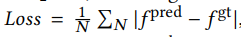 Loss = 1/N ∑_N |f^pred − f^gt|,